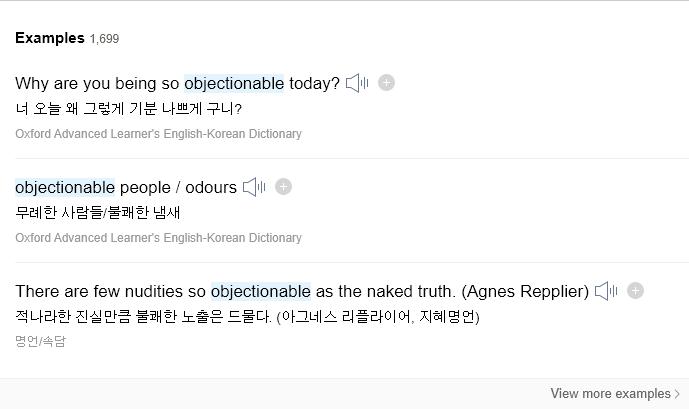 Examples 1,699
Why are you being so objectionable today?
너 오늘 왜 그렇게 기분 나쁘게 구니?
Oxford Advanced Learner's English-Korean Dictionary
objectionable people / odours
무례한 사람들/불쾌한 냄새
Oxford Advanced Learner's English-Korean Dictionary
There are few nudities so objectionable as the naked truth. (Agnes Repplier)
적나라한 진실만큼 불쾌한 노출은 드물다. (아그네스 리플라이어, 지혜명언)
명언/속담
View more examples